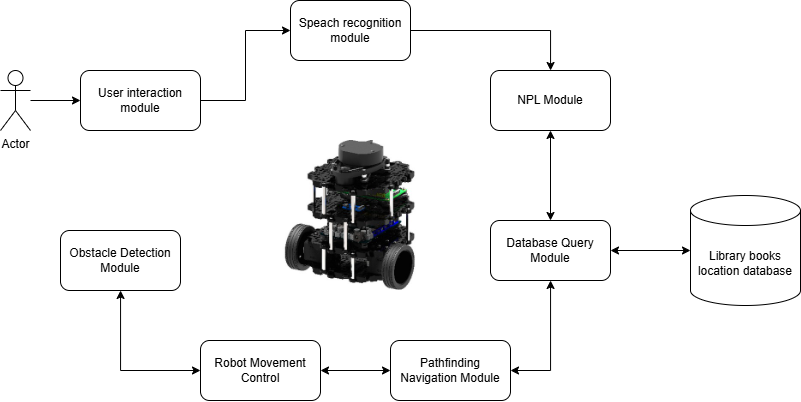 Speach recognition
module
User interaction
module
NPL Module
Actor
Database Query
Module
Library books
location database
Obstacle Detection
Module
Robot Movement
Control
Pathfinding
Navigation Module